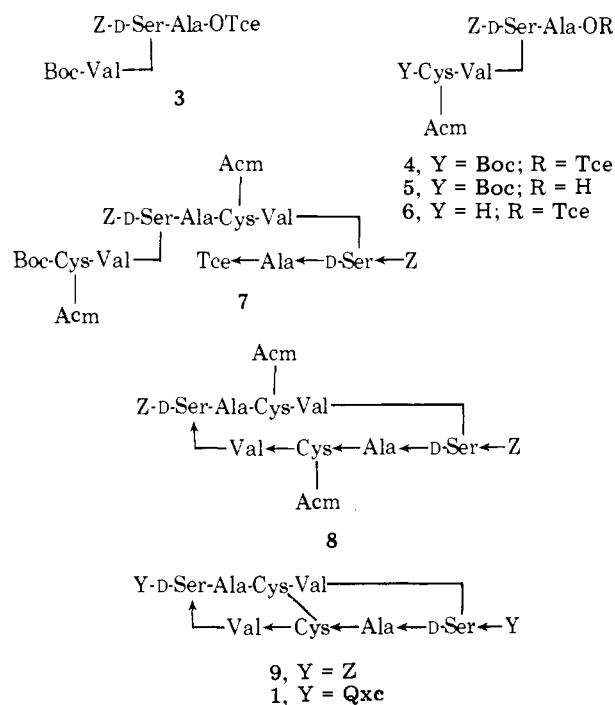 Z-D-Ser-Ala-OTce
Boc-Val
3
Z-D-Ser-Ala-OR
Y-Cys-Val
Acm
4, Y = Boc; R = Tce
5, Y = Boc; R = H
6, Y = H; R = Tce
Acm
Z-D-Ser-Ala-Cys-Val
Boc-Cys-Val
Tce←Ala←D-Ser←Z
Acm
7
Acm
Z-D-Ser-Ala-Cys-Val
Val←Cys←Ala←D-Ser←Z
Acm
8
Y-D-Ser-Ala-Cys-Val
Val←Cys←Ala←D-Ser←Y
9, Y = Z
1, Y = Qxc